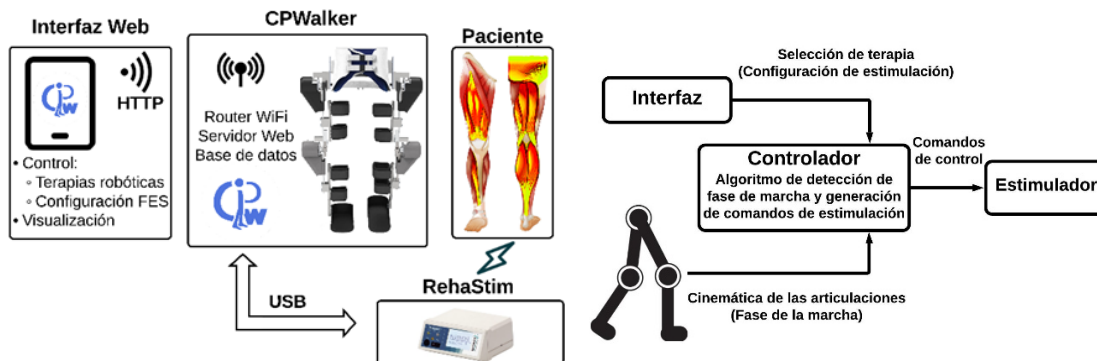 Interfaz Web
CPWalker
Paciente
HTTP
CPW
• Control:
◦ Terapias robóticas
◦ Configuración FES
• Visualización
Router WiFi
Servidor Web
Base de datos
CPW
USB
RehaStim
Selección de terapia
(Configuración de estimulación)
Interfaz
Controlador
Algoritmo de detección de
fase de marcha y generación
de comandos de estimulación
Comandos
de control
Estimulador
Cinemática de las articulaciones
(Fase de la marcha)